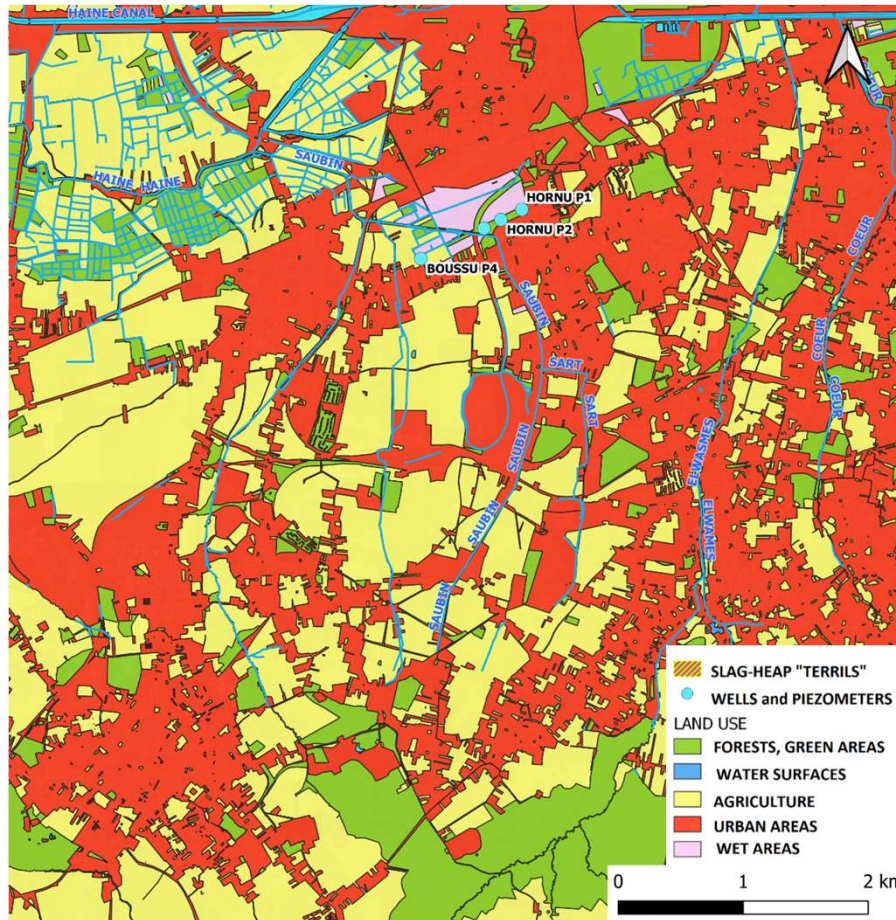 HAINE CANAL
COEUR
SAUBIN
HAINE HAINE
HORNU P1
HORNU P2
BOUSSU P4
SAUBIN
COEUR
SART
COEUR
COEUR
SART
SAUBIN
ELWASMES
SAUBIN
ELWAMES
SAUBIN
SLAG-HEAP "TERRILS"
WELLS and PIEZOMETERS
LAND USE
FORESTS, GREEN AREAS
WATER SURFACES
AGRICULTURE
URBAN AREAS
WET AREAS
0 1 2 km